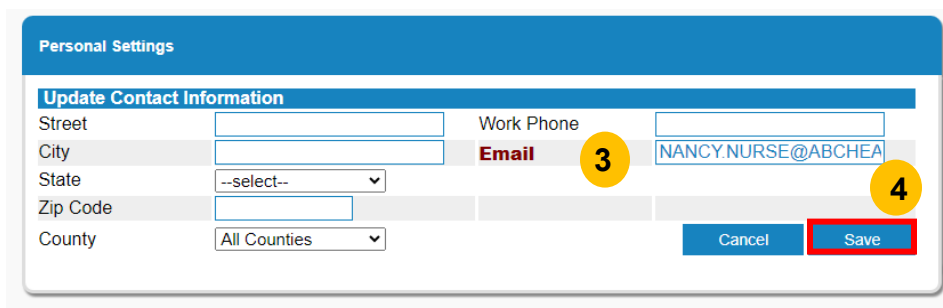 Personal Settings
Update Contact Information
Street Work Phone
City Email 3 NANCY.NURSE@ABCHEA
State --select-- 4
Zip Code
County All Counties Cancel Save